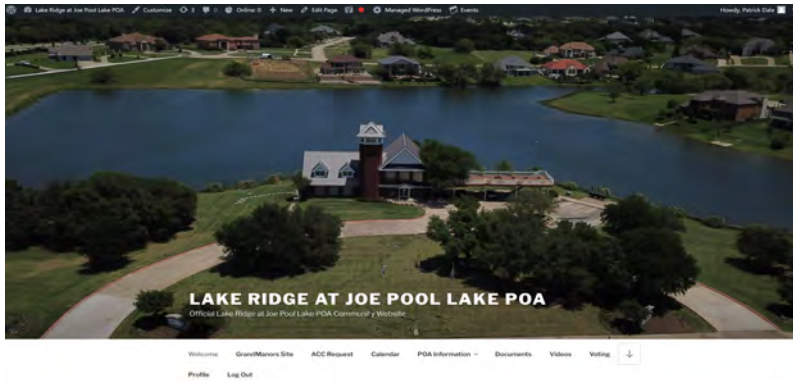 Lake Ridge at Joe Pool Lake POA Customize 3 0 Online: 0 + New Edit Page Managed WordPress Events Howdy, Patrick Dale
LAKE RIDGE AT JOE POOL LAKE POA
Official Lake Ridge at Joe Pool Lake POA Community Website
Welcome GrandManors Site ACC Request Calendar POA Information Documents Videos Voting
Profile Log Out